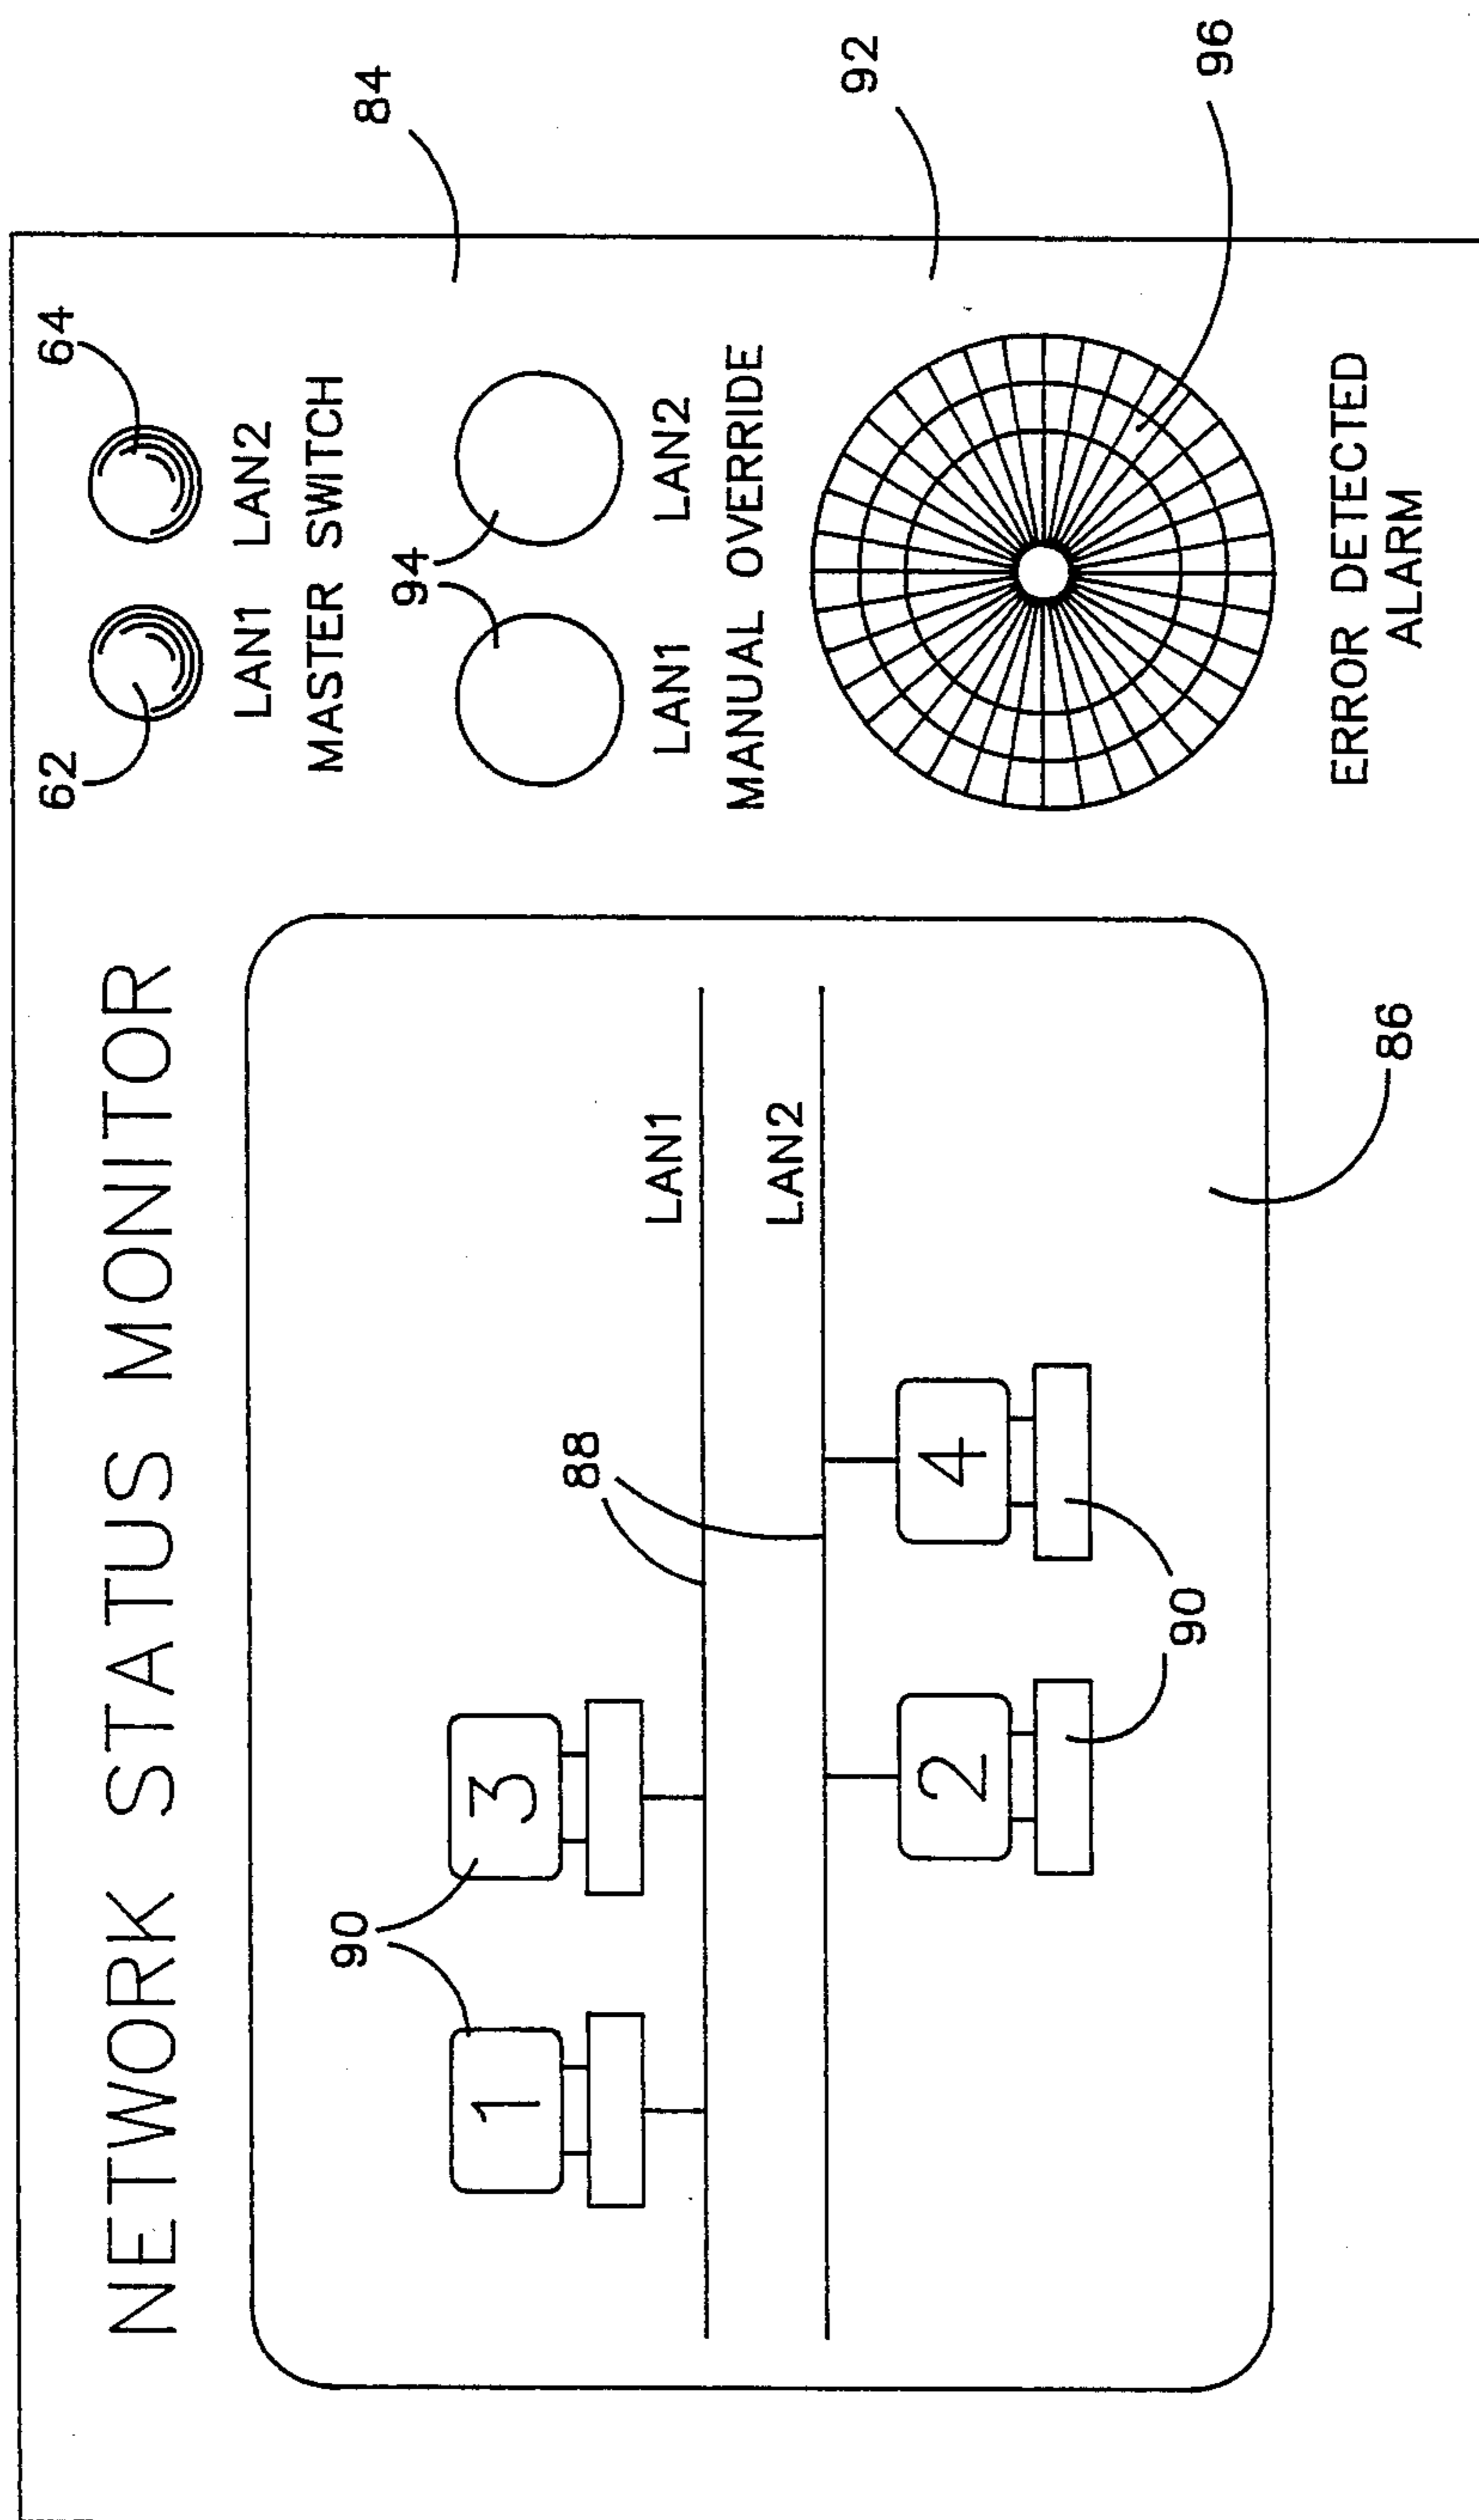 NETWORK STATUS MONITOR
62
64
LAN1 LAN2
MASTER SWITCH
84
94
LAN1 LAN2
MANUAL OVERRIDE
92
96
ERROR DETECTED
ALARM
90
1
3
88
LAN1
LAN2
2
4
90
86